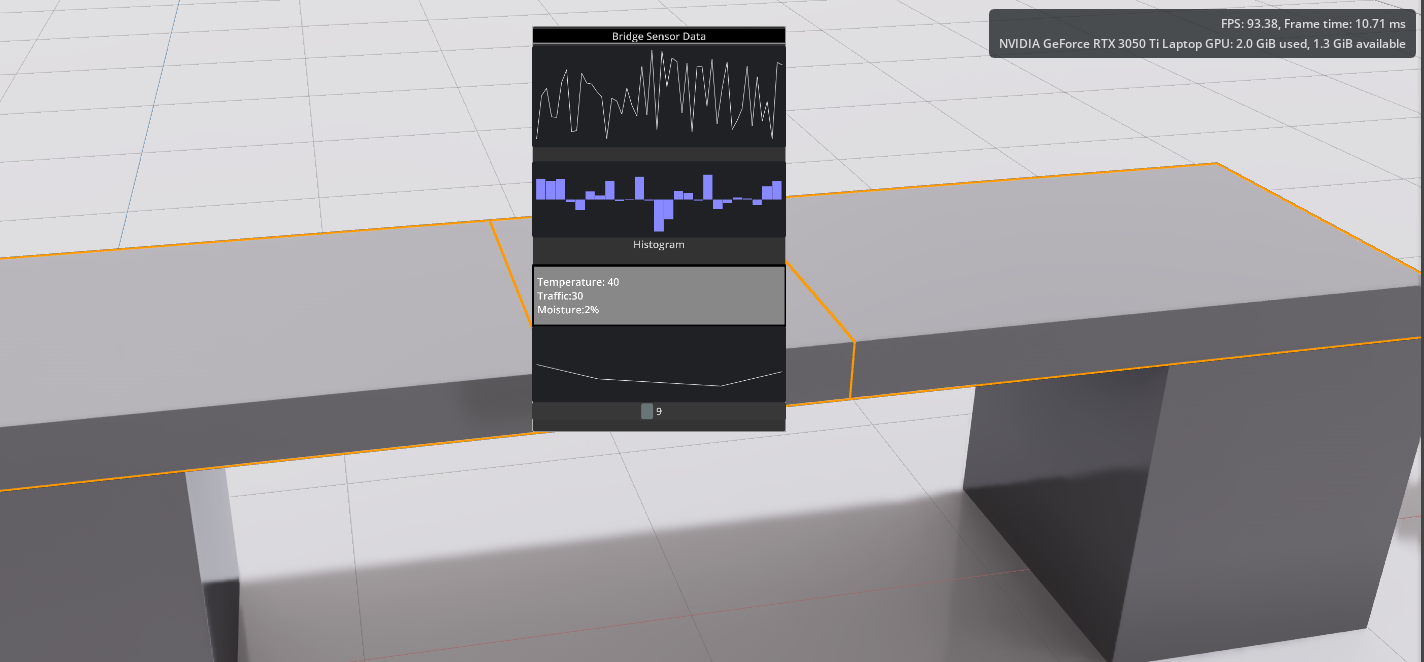 FPS: 93.38, Frame time: 10.71 ms
NVIDIA GeForce RTX 3050 Ti Laptop GPU: 2.0 GiB used, 1.3 GiB available
Bridge Sensor Data
Histogram
Temperature: 40
Traffic:30
Moisture:2%
9